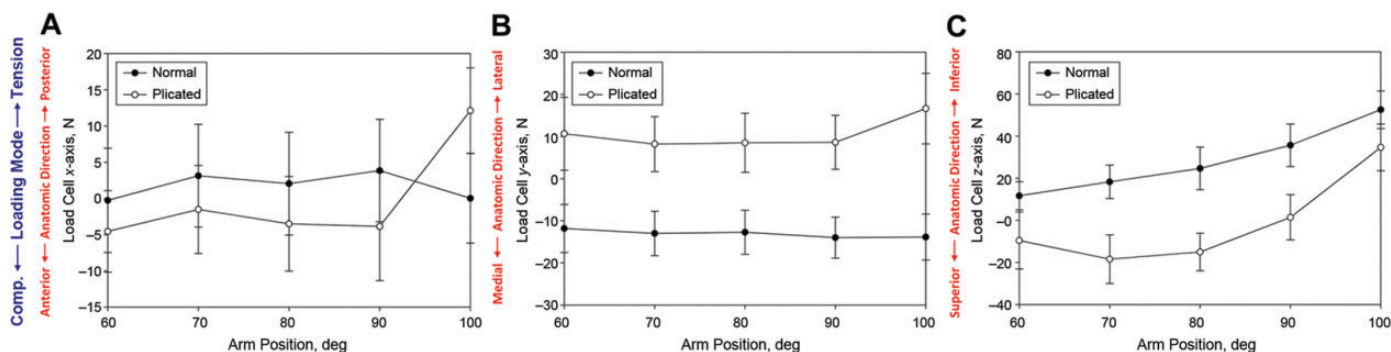 A
Comp. ← Loading Mode → Tension
Anterior ← Anatomic Direction → Posterior
Load Cell x-axis, N
20
15
10
5
0
–5
–10
–15
Normal
Plicated
60 70 80 90 100
Arm Position, deg
B
Medial ← Anatomic Direction → Lateral
Load Cell y-axis, N
30
20
10
0
–10
–20
–30
Normal
Plicated
60 70 80 90 100
Arm Position, deg
C
Superior ← Anatomic Direction → Inferior
Load Cell z-axis, N
80
60
40
20
–0
–20
–40
Normal
Plicated
60 70 80 90 100
Arm Position, deg